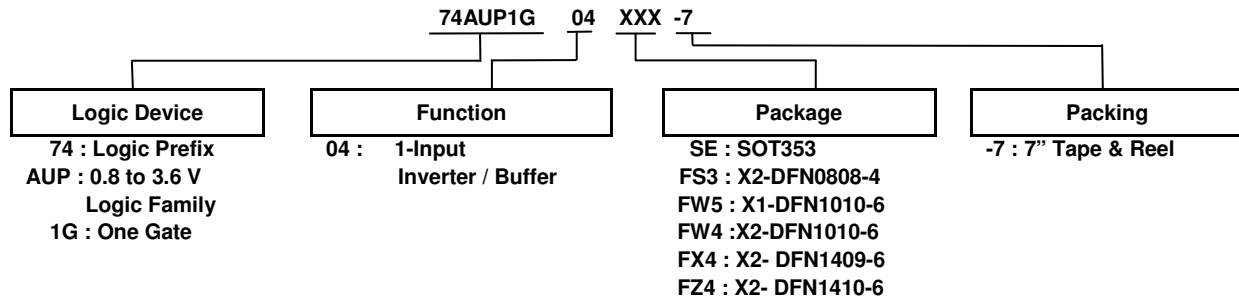 74AUP1G 04 XXX -7
Logic Device
74 : Logic Prefix
AUP : 0.8 to 3.6 V
Logic Family
1G : One Gate
Function
04 : 1-Input
Inverter / Buffer
Package
SE : SOT353
FS3 : X2-DFN0808-4
FW5 : X1-DFN1010-6
FW4 :X2-DFN1010-6
FX4 : X2- DFN1409-6
FZ4 : X2- DFN1410-6
Packing
-7 : 7” Tape & Reel